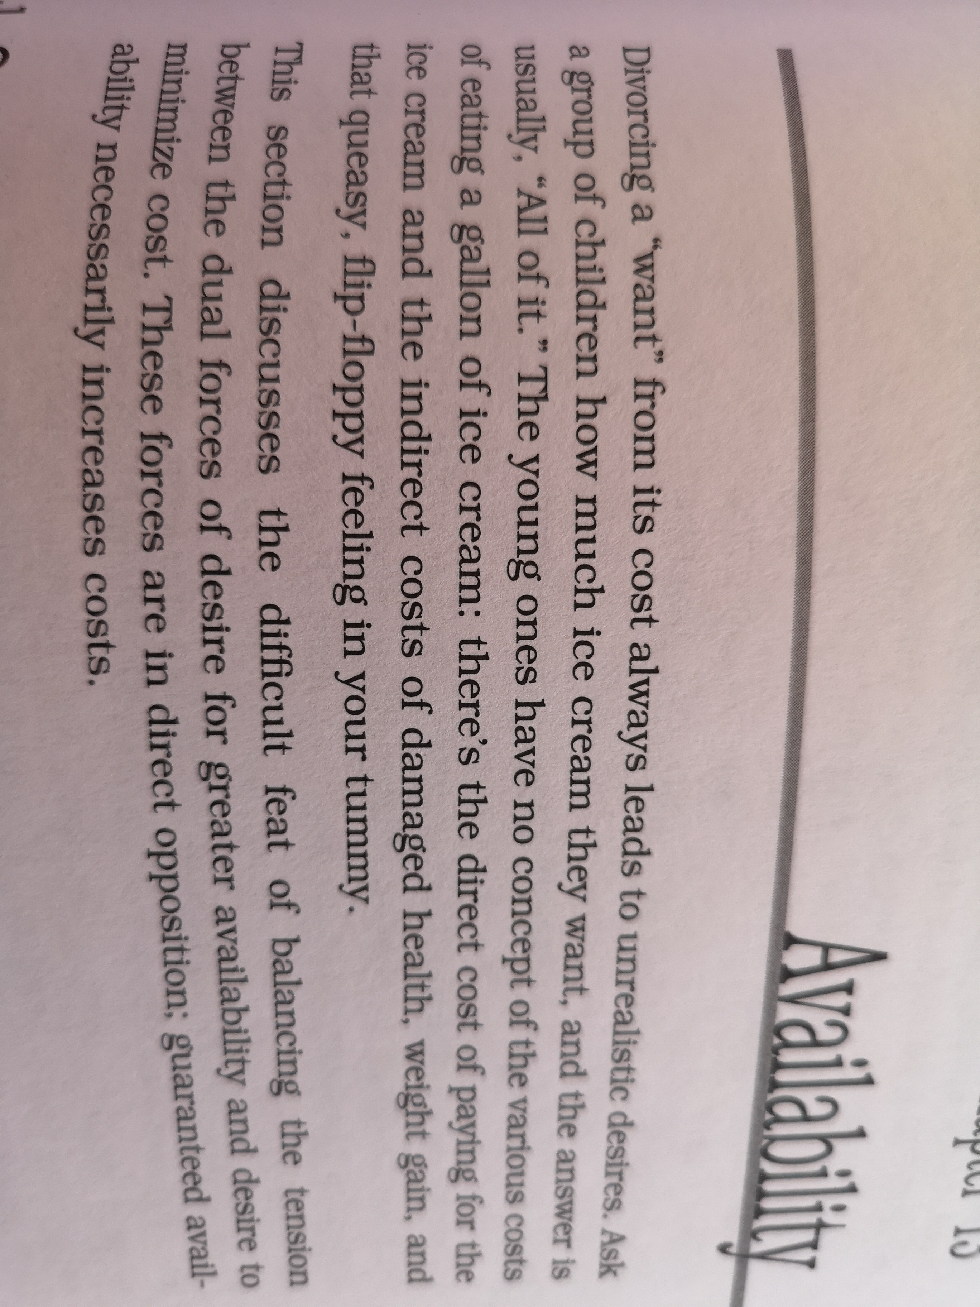 Availability
Divorcing a “want” from its cost always leads to unrealistic desires. Ask
a group of children how much ice cream they want, and the answer is
usually, “All of it.” The young ones have no concept of the various costs
of eating a gallon of ice cream: there’s the direct cost of paying for the
ice cream and the indirect costs of damaged health, weight gain, and
that queasy, flip-floppy feeling in your tummy.
This section discusses the difficult feat of balancing the tension
between the dual forces of desire for greater availability and desire to
minimize cost. These forces are in direct opposition; guaranteed avail-
ability necessarily increases costs.